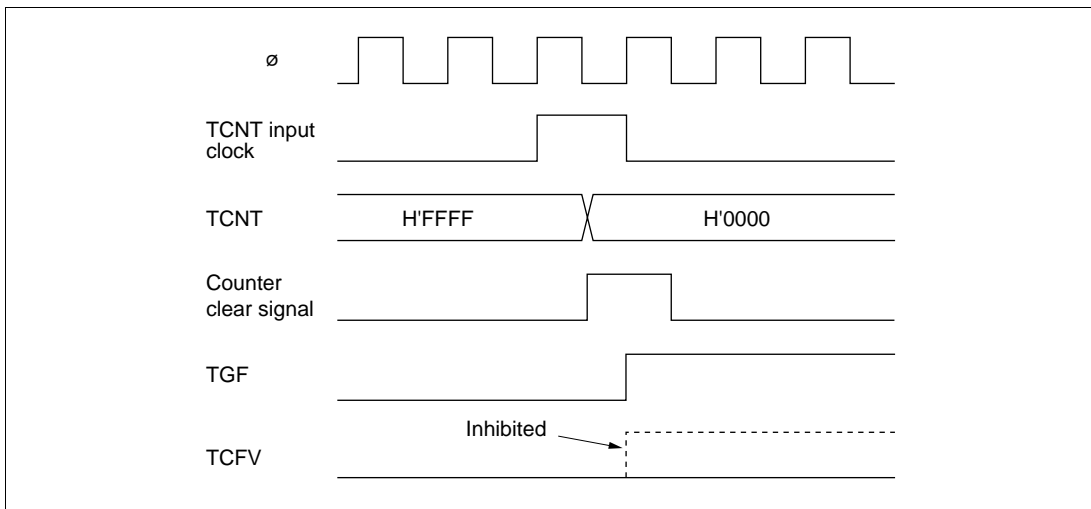 ø
TCNT input
clock
TCNT
H'FFFF
H'0000
Counter
clear signal
TGF
Inhibited
TCFV